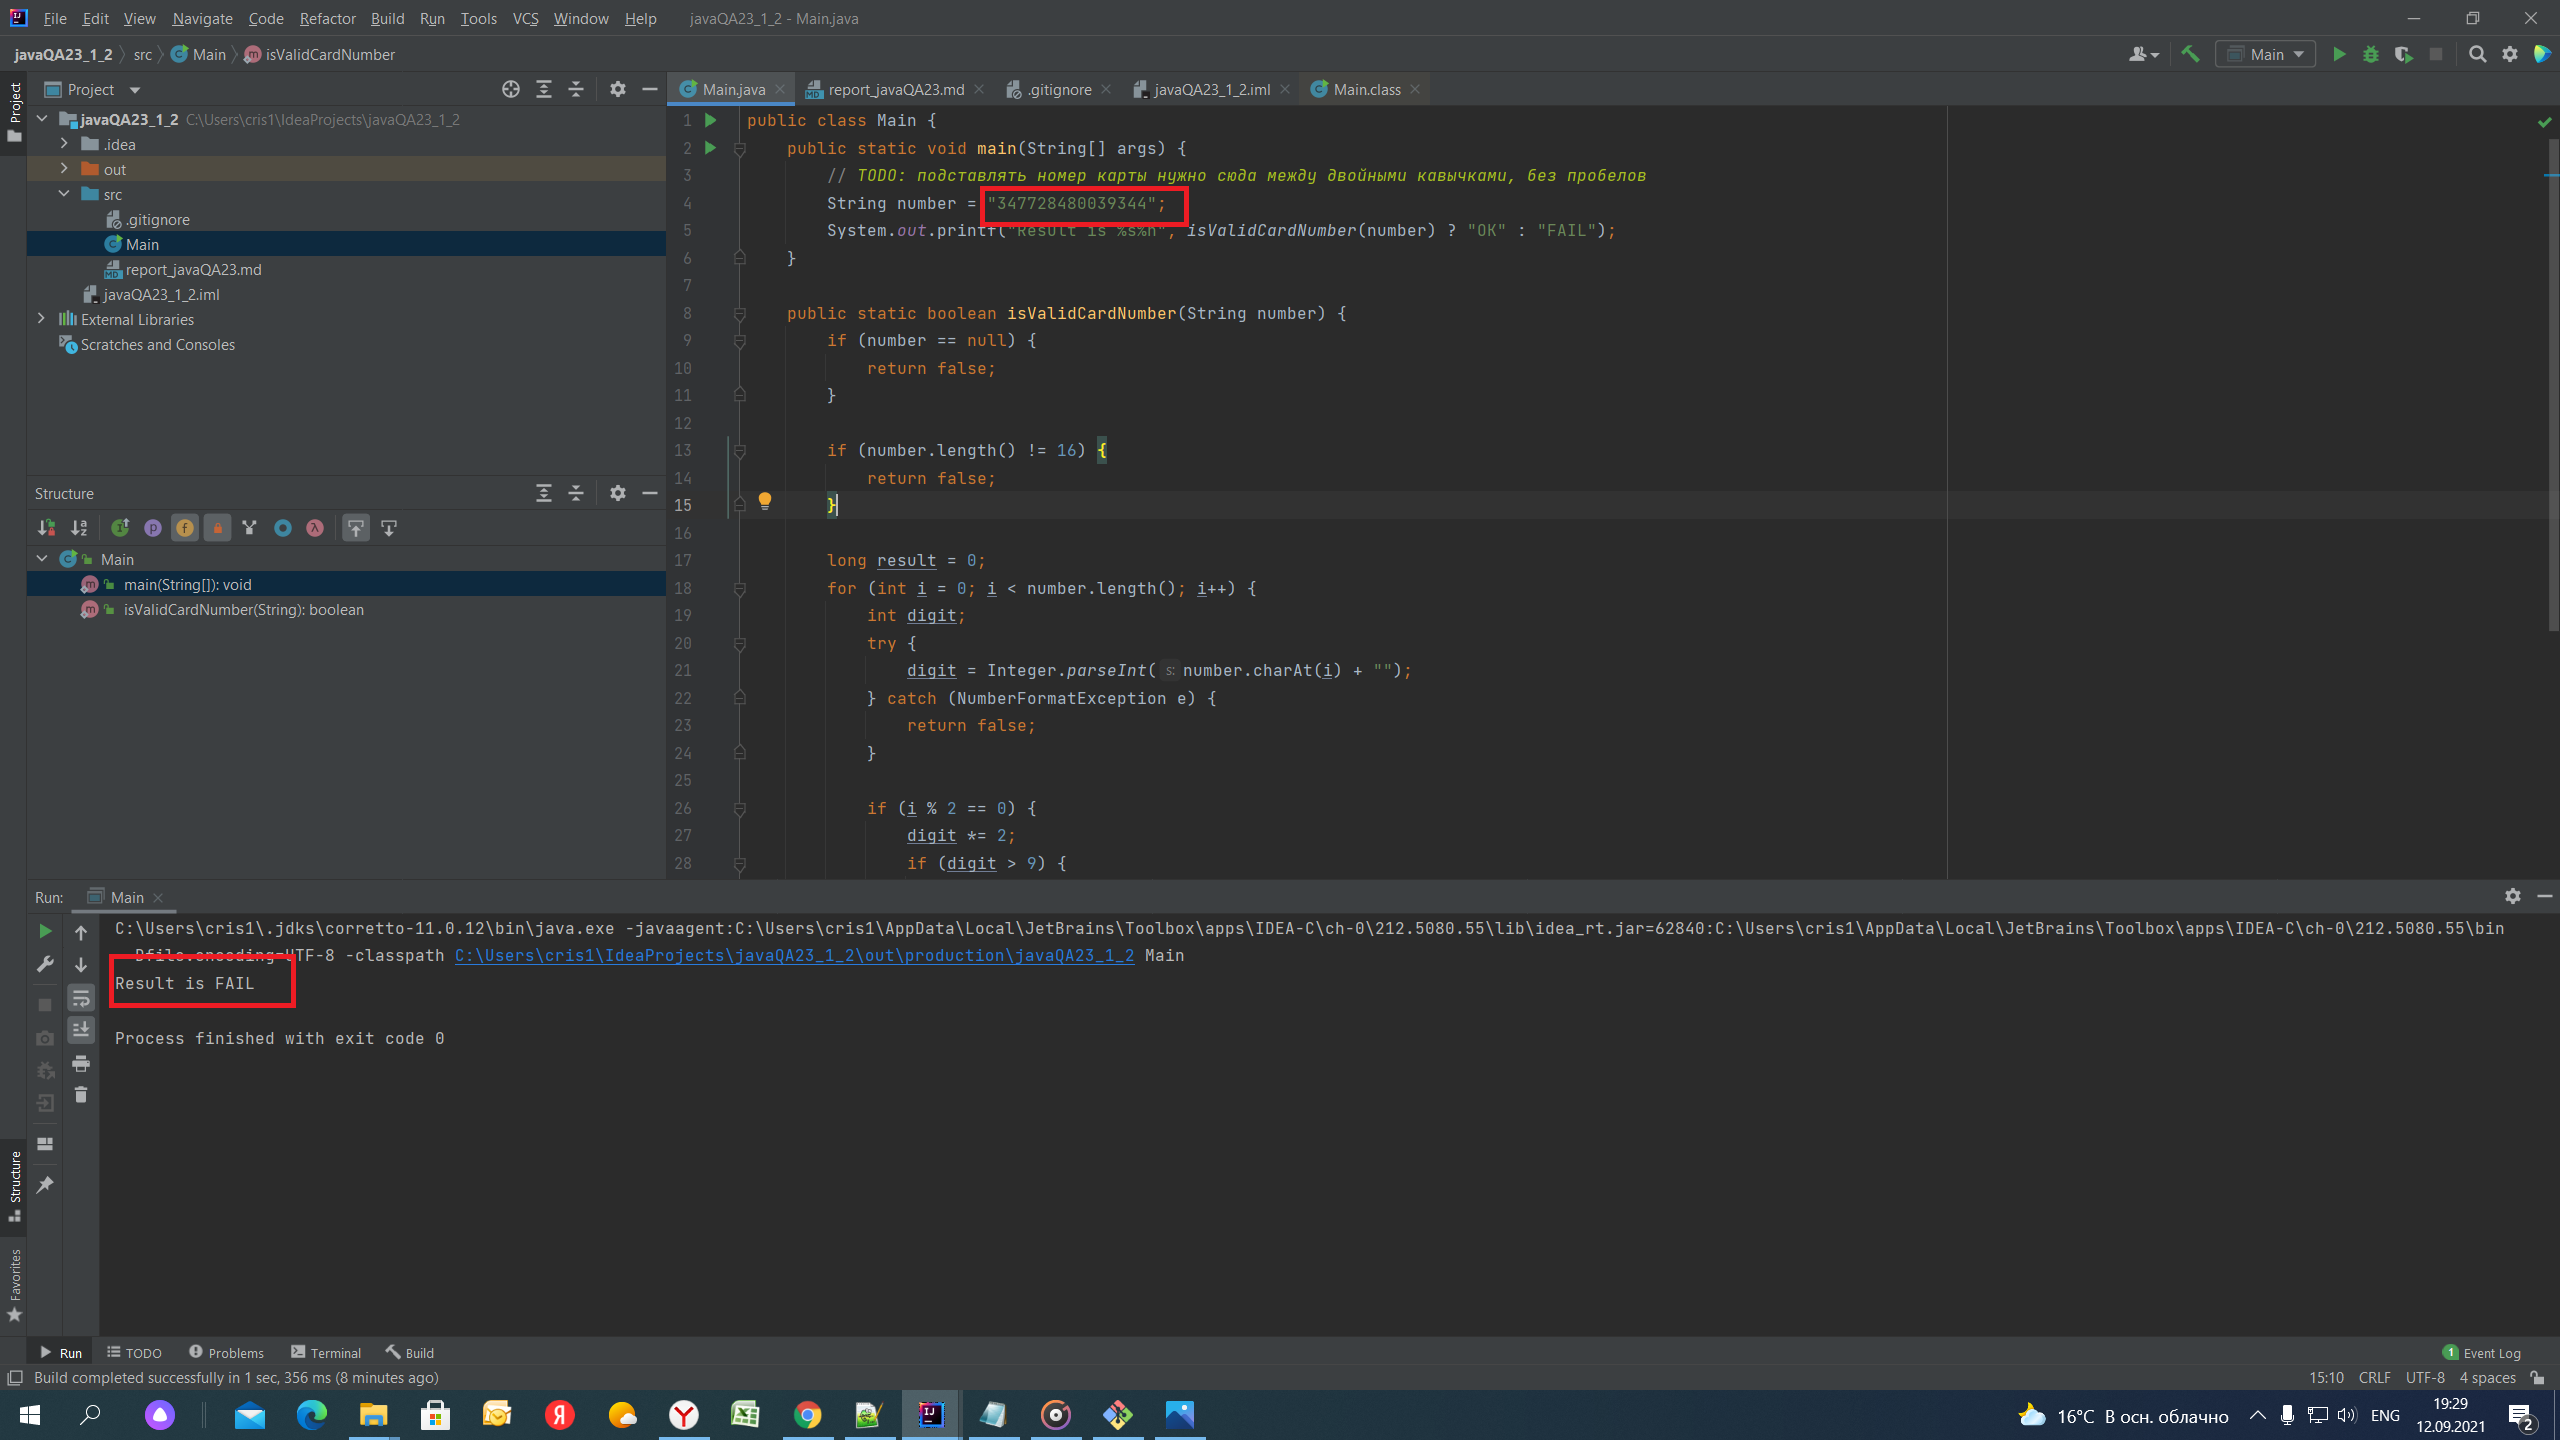 File Edit View Navigate Code Refactor Build Run Tools VCS Window Help javaQA23_1_2 - Main.java
javaQA23_1_2 src Main isValidCardNumber
Main
Project
Project
Main.java report_javaQA23.md .gitignore javaQA23_1_2.iml Main.class
javaQA23_1_2 C:\Users\cris1\IdeaProjects\javaQA23_1_2
.idea
out
src
.gitignore
Main
report_javaQA23.md
javaQA23_1_2.iml
External Libraries
Scratches and Consoles
Structure
Main
main(String[]): void
isValidCardNumber(String): boolean
1 public class Main {
2 public static void main(String[] args) {
3 // TODO: подставлять номер карты нужно сюда между двойными кавычками, без пробелов
4 String number = "347728480039344";
5 System.out.printf("Result is %s%n", isValidCardNumber(number) ? "OK" : "FAIL");
6 }
7
8 public static boolean isValidCardNumber(String number) {
9 if (number == null) {
10 return false;
11 }
12
13 if (number.length() != 16) {
14 return false;
15 }
16
17 long result = 0;
18 for (int i = 0; i < number.length(); i++) {
19 int digit;
20 try {
21 digit = Integer.parseInt( s: number.charAt(i) + "");
22 } catch (NumberFormatException e) {
23 return false;
24 }
25
26 if (i % 2 == 0) {
27 digit *= 2;
28 if (digit > 9) {
Run: Main
C:\Users\cris1\.jdks\corretto-11.0.12\bin\java.exe -javaagent:C:\Users\cris1\AppData\Local\JetBrains\Toolbox\apps\IDEA-C\ch-0\212.5080.55\lib\idea_rt.jar=62840:C:\Users\cris1\AppData\Local\JetBrains\Toolbox\apps\IDEA-C\ch-0\212.5080.55\bin
-Dfile.encoding=UTF-8 -classpath C:\Users\cris1\IdeaProjects\javaQA23_1_2\out\production\javaQA23_1_2 Main
Result is FAIL
Process finished with exit code 0
Structure
Favorites
Run TODO Problems Terminal Build 1 Event Log
Build completed successfully in 1 sec, 356 ms (8 minutes ago) 15:10 CRLF UTF-8 4 spaces
16°C В осн. облачно ENG 19:29
12.09.2021
2